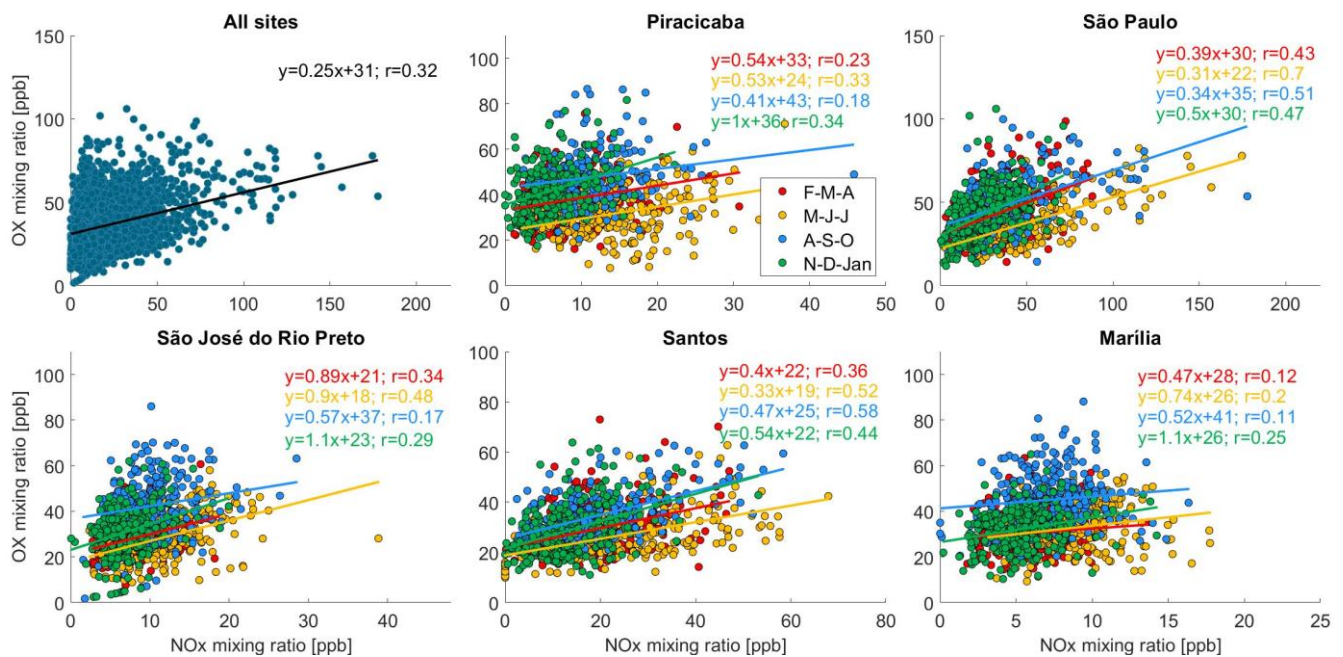 All sites
Piracicaba
São Paulo
OX mixing ratio [ppb]
150
100
50
0
0
50
100
150
200
y=0.25x+31; r=0.32
100
80
60
40
20
0
0
10
20
30
40
50
y=0.54x+33; r=0.23
y=0.53x+24; r=0.33
y=0.41x+43; r=0.18
y=1x+36; r=0.34
F-M-A
M-J-J
A-S-O
N-D-Jan
150
100
50
0
0
50
100
150
200
y=0.39x+30; r=0.43
y=0.31x+22; r=0.7
y=0.34x+35; r=0.51
y=0.5x+30; r=0.47
São José do Rio Preto
Santos
Marília
OX mixing ratio [ppb]
100
80
60
40
20
0
0
10
20
30
40
NOx mixing ratio [ppb]
y=0.89x+21; r=0.34
y=0.9x+18; r=0.48
y=0.57x+37; r=0.17
y=1.1x+23; r=0.29
100
80
60
40
20
0
0
20
40
60
80
NOx mixing ratio [ppb]
y=0.4x+22; r=0.36
y=0.33x+19; r=0.52
y=0.47x+25; r=0.58
y=0.54x+22; r=0.44
100
80
60
40
20
0
0
5
10
15
20
25
NOx mixing ratio [ppb]
y=0.47x+28; r=0.12
y=0.74x+26; r=0.2
y=0.52x+41; r=0.11
y=1.1x+26; r=0.25